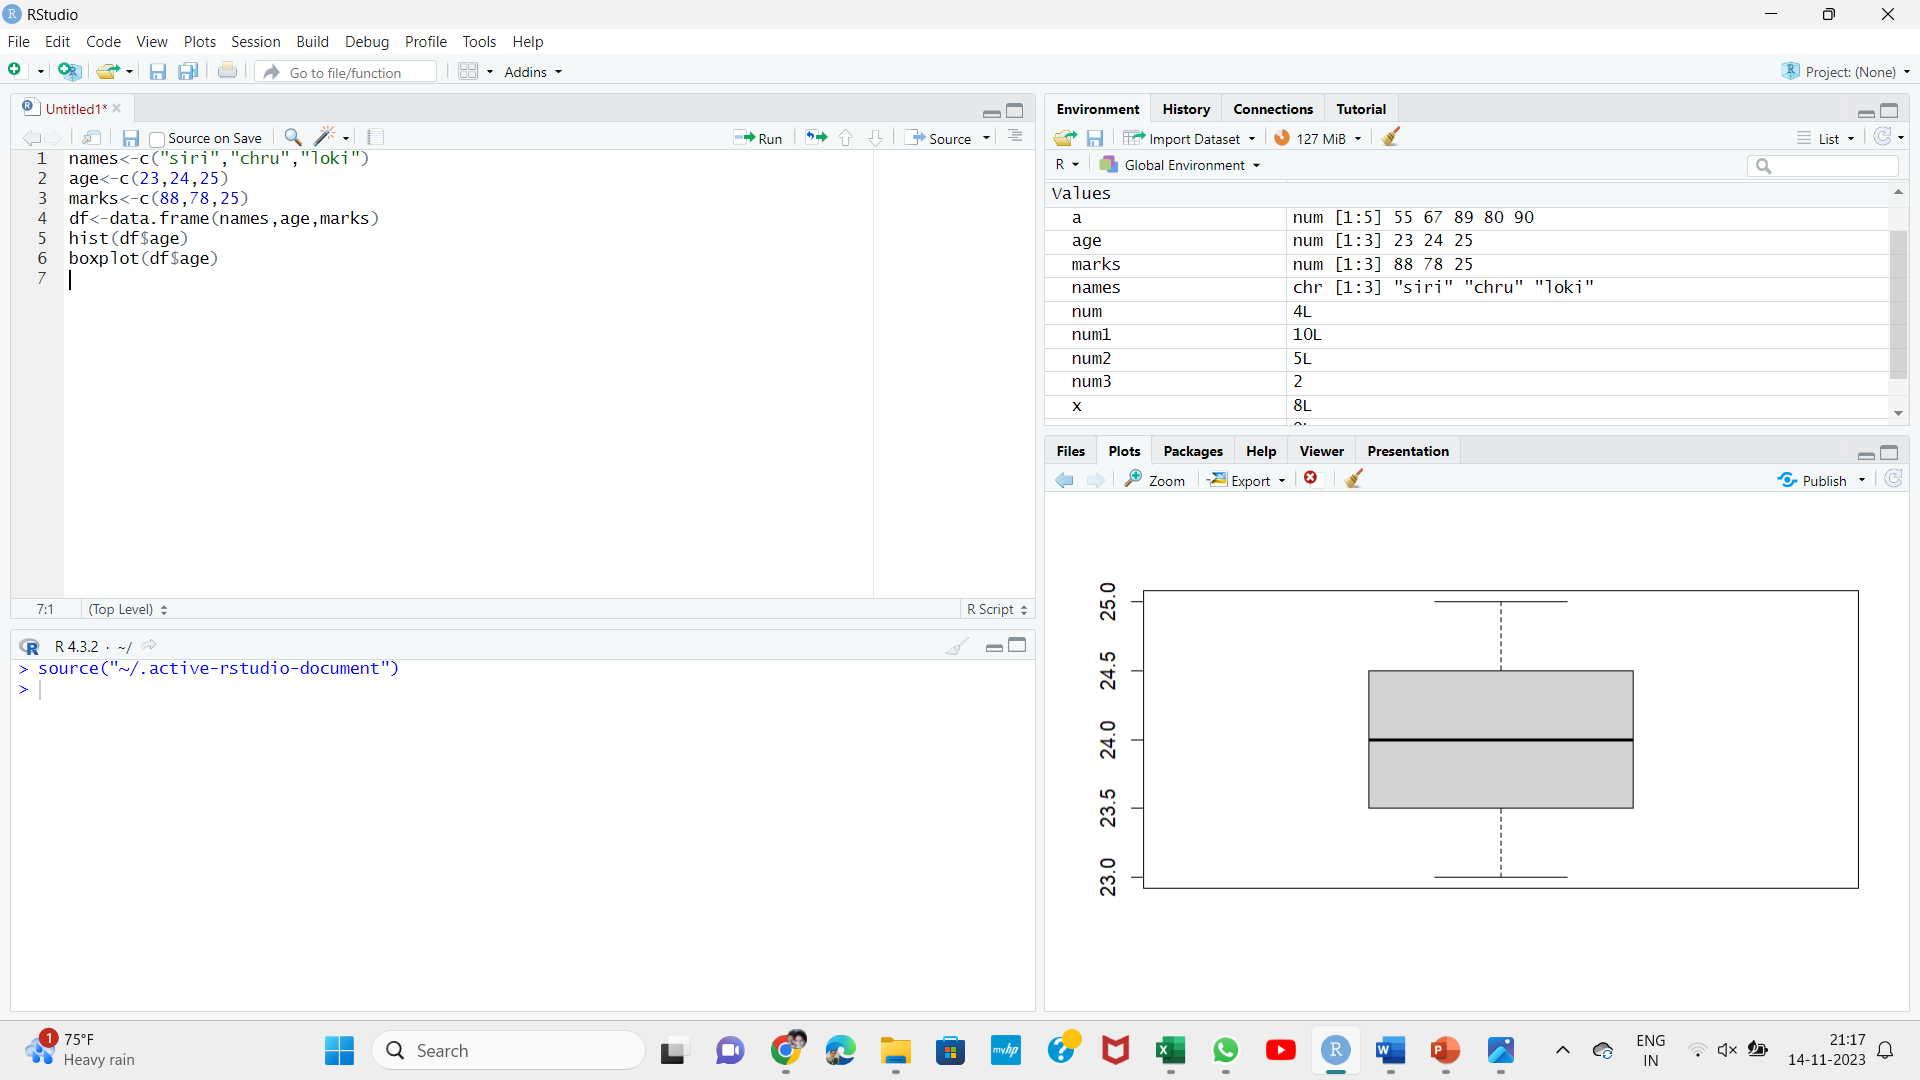 RStudio
File Edit Code View Plots Session Build Debug Profile Tools Help
Go to file/function Addins Project: (None)
Untitled1*
Source on Save Run Source
1 names<-c("siri","chru","loki")
2 age<-c(23,24,25)
3 marks<-c(88,78,25)
4 df<-data.frame(names,age,marks)
5 hist(df$age)
6 boxplot(df$age)
7
7:1 (Top Level) R Script
R 4.3.2 · ~/
> source("~/.active-rstudio-document")
>
Environment History Connections Tutorial
Import Dataset 127 MiB List
R Global Environment
Values
a num [1:5] 55 67 89 80 90
age num [1:3] 23 24 25
marks num [1:3] 88 78 25
names chr [1:3] "siri" "chru" "loki"
num 4L
num1 10L
num2 5L
num3 2
x 8L
Files Plots Packages Help Viewer Presentation
Zoom Export Publish
25.0
24.5
24.0
23.5
23.0
1 75°F
Heavy rain
Search
myhp
ENG
IN
21:17
14-11-2023